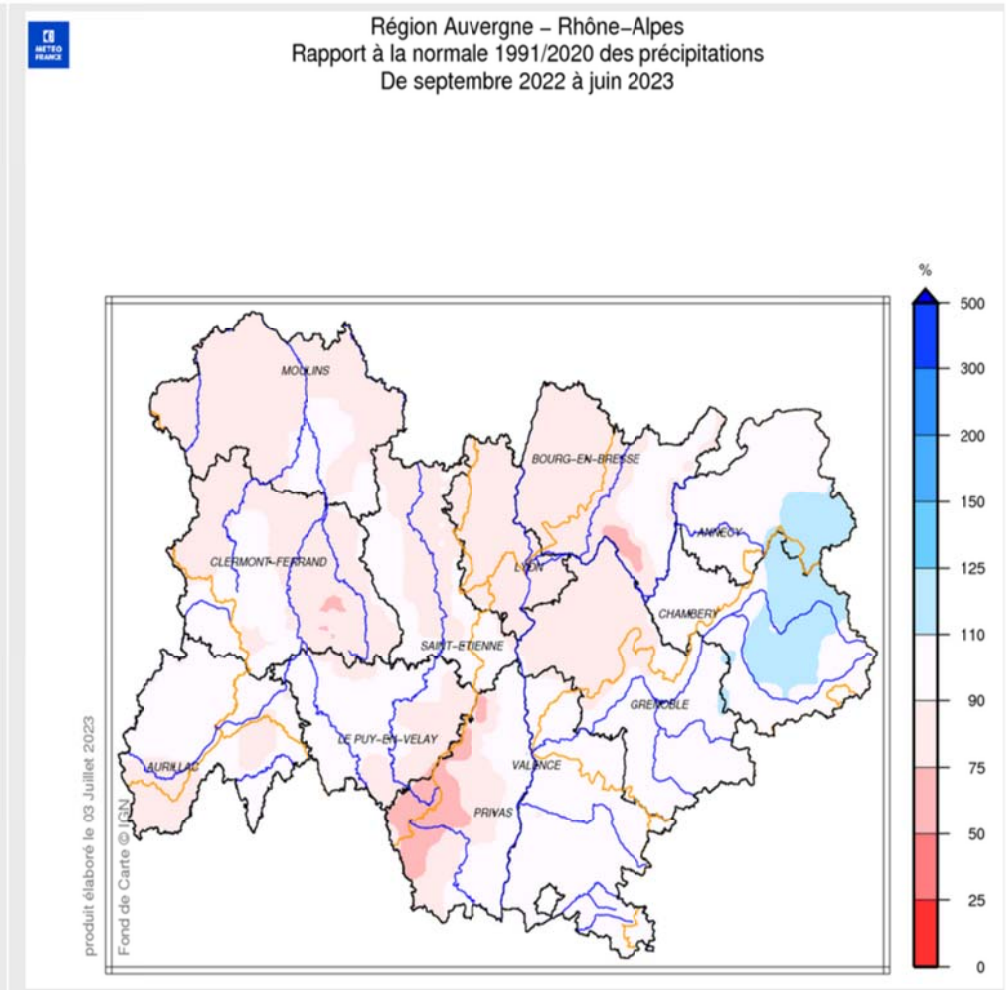 METEO
FRANCE
Région Auvergne – Rhône–Alpes
Rapport à la normale 1991/2020 des précipitations
De septembre 2022 à juin 2023
%
500
300
200
150
125
110
90
75
50
25
0
MOULINS
BOURG–EN–BRESSE
ANNECY
CLERMONT–FERRAND
LYON
CHAMBERY
SAINT–ETIENNE
GRENOBLE
LE PUY–EN–VELAY
AURILLAC
VALENCE
PRIVAS
produit élaboré le 03 Juillet 2023
Fond de Carte © IGN